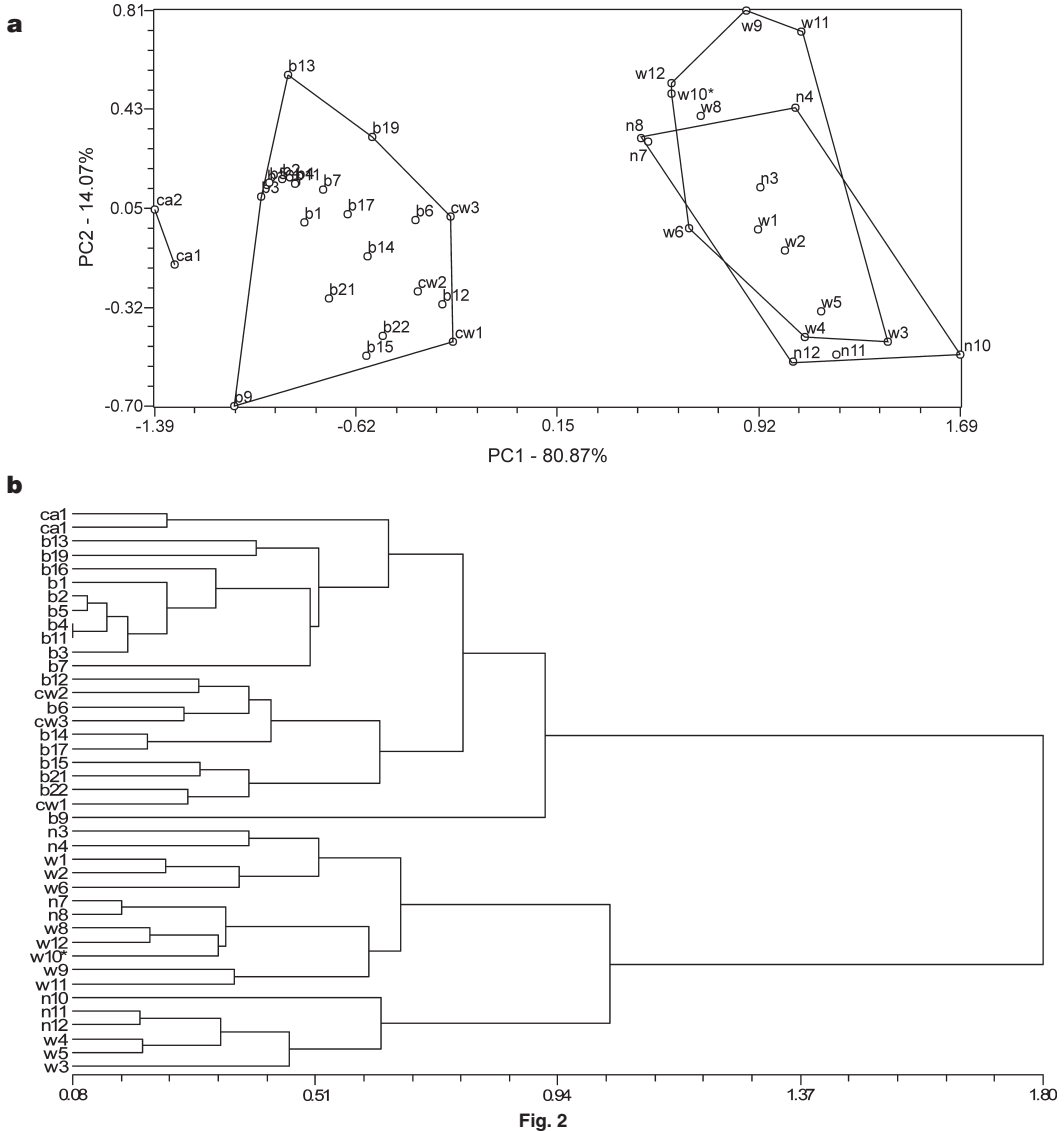 a
0.81
0.43
0.05
-0.32
-0.70
PC2 - 14.07%
b13
b19
b7
b1
b17
b6
cw3
b14
cw2
b12
b21
b22
b15
cw1
b9
ca2
ca1
w9
w11
w12
w10*
w8
n4
n8
n7
n3
w1
w2
w6
w5
w4
w3
n12
n11
n10
-1.39
-0.62
0.15
0.92
1.69
PC1 - 80.87%
b
ca1
ca1
b13
b19
b16
b1
b2
b5
b4
b11
b3
b7
b12
cw2
b6
cw3
b14
b17
b15
b21
b22
cw1
b9
n3
n4
w1
w2
w6
n7
n8
w8
w12
w10*
w9
w11
n10
n11
n12
w4
w5
w3
0.08
0.51
0.94
1.37
1.80
Fig. 2